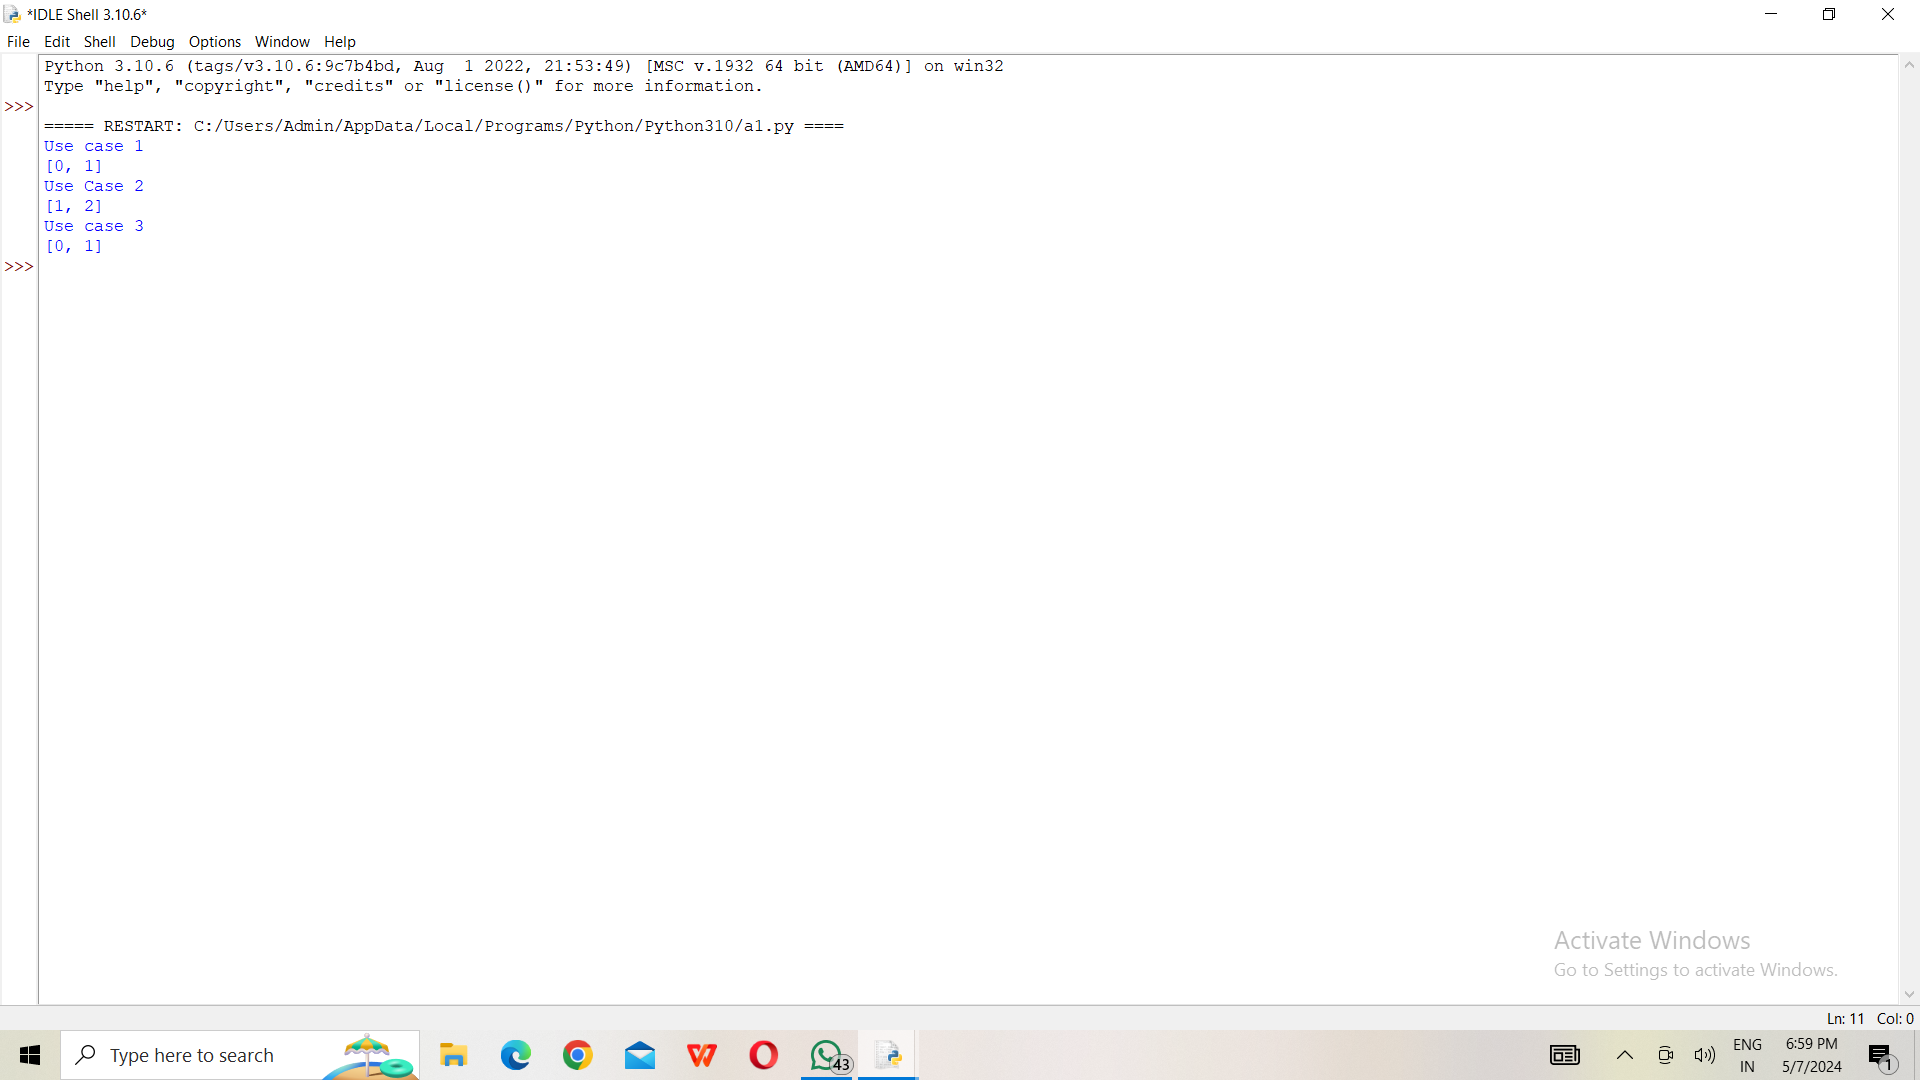 *IDLE Shell 3.10.6*
File Edit Shell Debug Options Window Help
Python 3.10.6 (tags/v3.10.6:9c7b4bd, Aug  1 2022, 21:53:49) [MSC v.1932 64 bit (AMD64)] on win32
Type "help", "copyright", "credits" or "license()" for more information.
>>>
===== RESTART: C:/Users/Admin/AppData/Local/Programs/Python/Python310/a1.py ====
Use case 1
[0, 1]
Use Case 2
[1, 2]
Use case 3
[0, 1]
>>>
Activate Windows
Go to Settings to activate Windows.
Ln: 11 Col: 0
Type here to search
43
ENG
IN
6:59 PM
5/7/2024
1